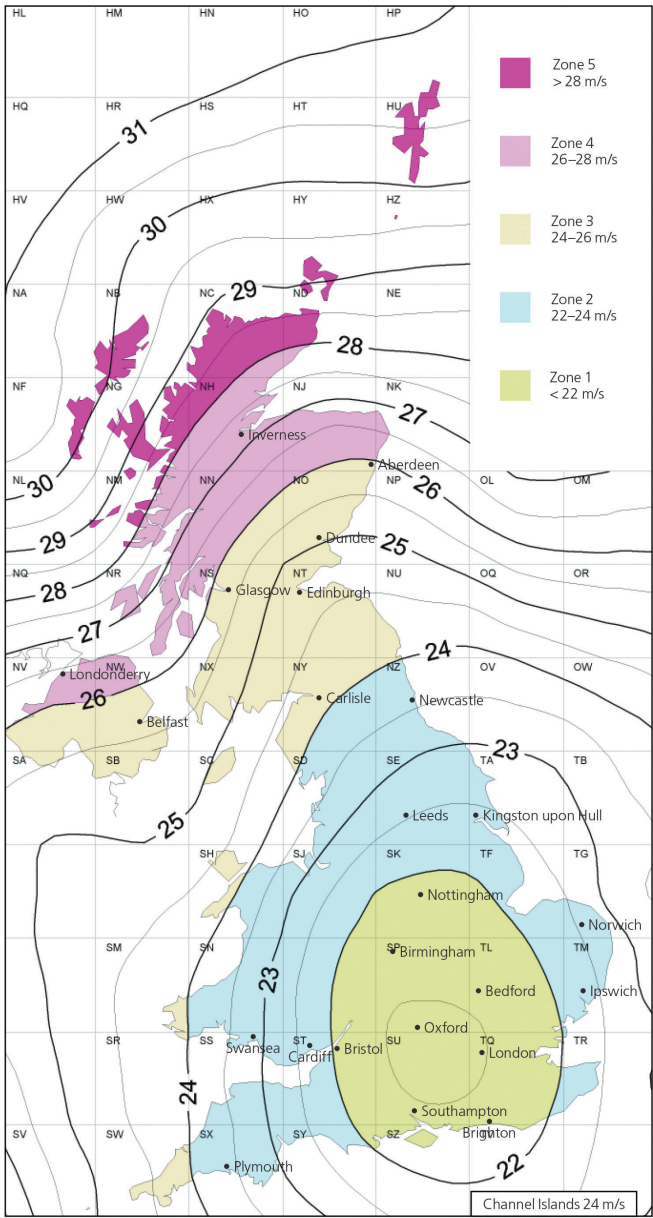 HL HM HN HO HP
Zone 5
> 28 m/s
HQ HR HS HT HU
31
Zone 4
26–28 m/s
HV HW HX HY HZ
30
Zone 3
24–26 m/s
NA NB NC ND NE
29
Zone 2
22–24 m/s
28
NF NG NH NJ NK
Zone 1
< 22 m/s
27
Inverness
Aberdeen
NL NM NN NO NP OL OM
30
26
Dundee
29
25
NQ NR NS NT NU OQ OR
28
Glasgow
Edinburgh
27
24
NV NW NX NY NZ OV OW
Londonderry
26
Carlisle
Newcastle
Belfast
23
SA SB SC SD SE TA TB
25
Leeds
Kingston upon Hull
SH SJ SK TF TG
Nottingham
Norwich
SM SN SP TL TM
Birmingham
23
Bedford
Ipswich
Oxford
SR SS ST SU TQ TR
Swansea
Cardiff
Bristol
London
24
Southampton
Brighton
SV SW SX SY SZ TV
Plymouth
22
Channel Islands 24 m/s